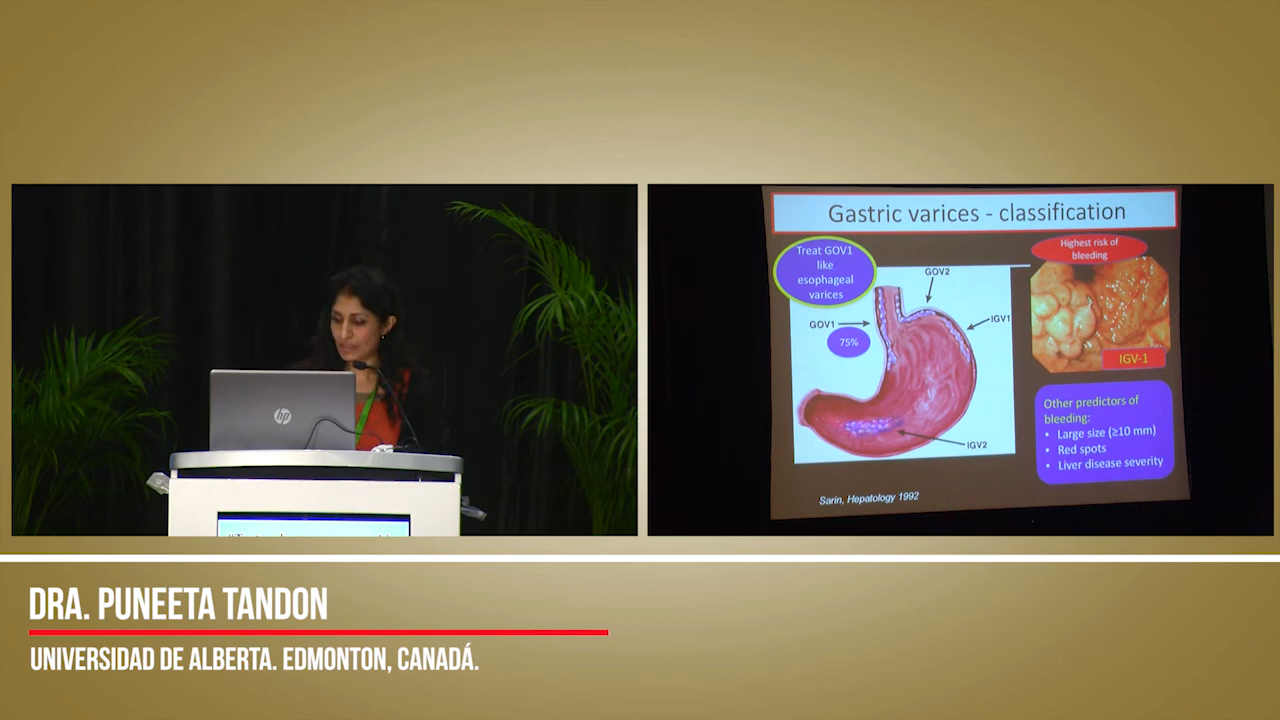 Gastric varices - classification
Treat GOV1
like
esophageal
varices
GOV2
GOV1
75%
IGV1
IGV2
Highest risk of
bleeding
IGV-1
Other predictors of
bleeding:
• Large size (≥10 mm)
• Red spots
• Liver disease severity
Sarin, Hepatology 1992
hp
DRA. PUNEETA TANDON
UNIVERSIDAD DE ALBERTA. EDMONTON, CANADÁ.